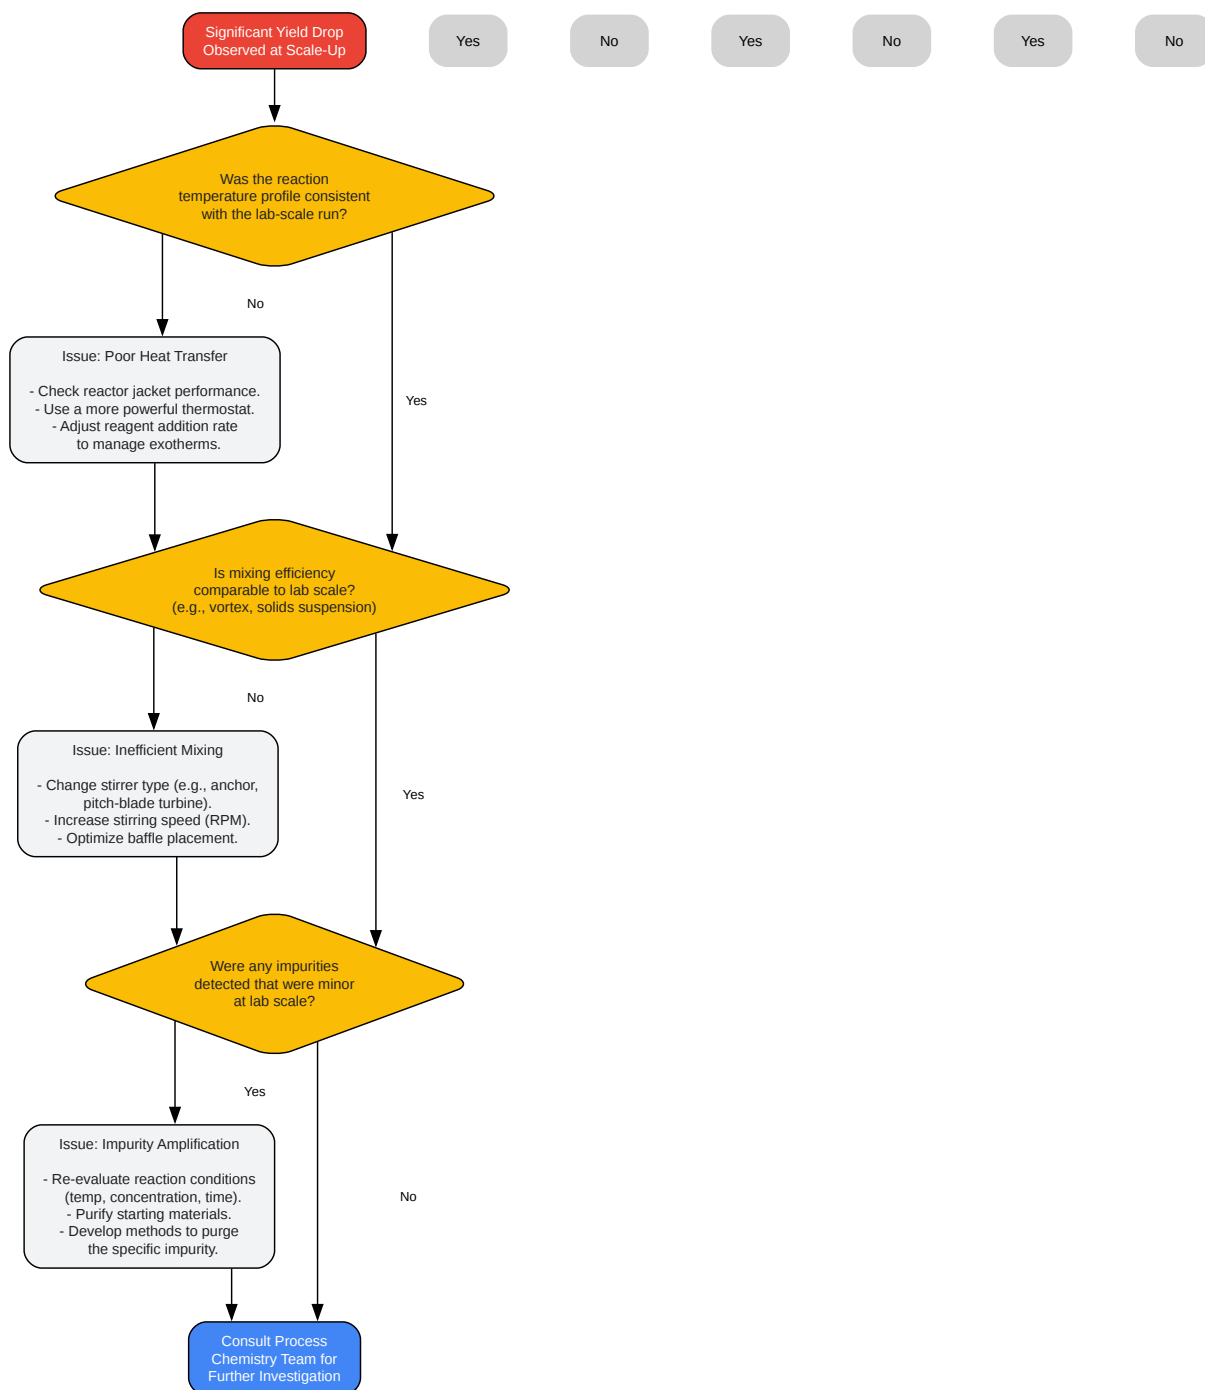 Significant Yield Drop
Observed at Scale-Up
Yes
No
Yes
No
Yes
No
Was the reaction
temperature profile consistent
with the lab-scale run?
No
Issue: Poor Heat Transfer
- Check reactor jacket performance.
- Use a more powerful thermostat.
- Adjust reagent addition rate
to manage exotherms.
Yes
Is mixing efficiency
comparable to lab scale?
(e.g., vortex, solids suspension)
No
Issue: Inefficient Mixing
- Change stirrer type (e.g., anchor,
pitch-blade turbine).
- Increase stirring speed (RPM).
- Optimize baffle placement.
Yes
Were any impurities
detected that were minor
at lab scale?
Yes
Issue: Impurity Amplification
- Re-evaluate reaction conditions
(temp, concentration, time).
- Purify starting materials.
- Develop methods to purge
the specific impurity.
No
Consult Process
Chemistry Team for
Further Investigation